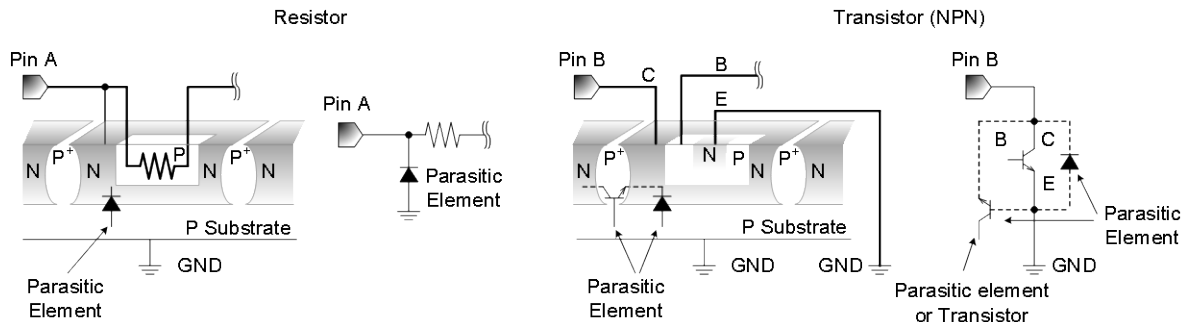 Resistor
Transistor (NPN)
Pin A
Pin A
N
P+
N
P
N
P+
N
Parasitic
Element
P Substrate
GND
Parasitic
Element
Pin B
C
B
E
N
P+
N
N
P
N
P+
N
P Substrate
GND
GND
Parasitic
Element
Pin B
B
C
E
Parasitic
Element
GND
Parasitic element
or Transistor